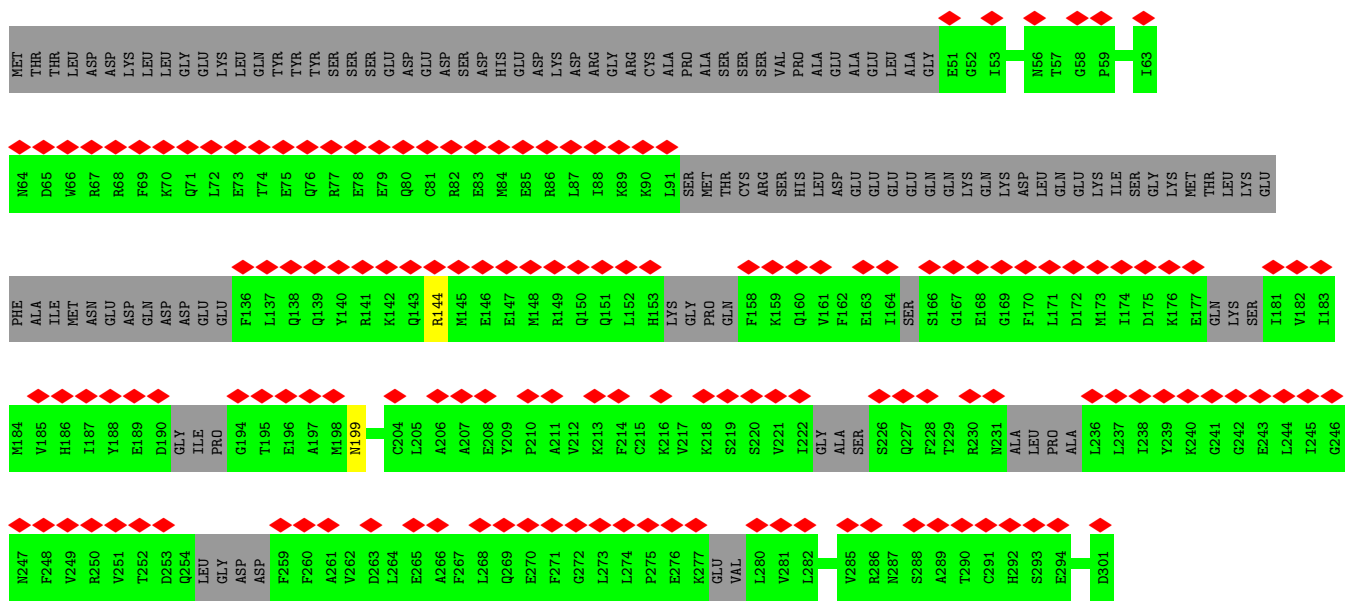 MET THR THR LEU ASP ASP LYS LEU LEU GLY GLU LYS LEU GLN TYR TYR TYR SER SER SER GLU ASP GLU ASP SER ASP HIS GLU ASP LYS ASP ARG GLY ARG CYS ALA PRO ALA SER SER SER VAL PRO ALA GLU ALA GLU LEU ALA GLY E51 G52 I53 N56 T57 G58 P59 I63
N64 D65 W66 R67 R68 F69 K70 Q71 L72 E73 T74 E75 Q76 R77 E78 E79 Q80 C81 R82 E83 M84 E85 R86 L87 I88 K89 K90 L91 SER MET THR CYS ARG SER HIS LEU ASP GLU GLU GLU GLU GLN GLN LYS GLN LYS ASP LEU GLN GLU LYS ILE SER GLY LYS MET THR LEU LYS GLU
PHE ALA ILE MET ASN GLU ASP GLN ASP ASP GLU GLU F136 L137 Q138 Q139 Y140 R141 K142 Q143 R144 M145 E146 E147 M148 R149 Q150 Q151 L152 H153 LYS GLY PRO GLN F158 K159 Q160 V161 F162 E163 I164 SER S166 G167 E168 G169 F170 L171 D172 M173 I174 D175 K176 E177 GLN LYS SER I181 V182 I183
M184 V185 H186 I187 Y188 E189 D190 GLY ILE PRO G194 T195 E196 A197 M198 N199 C204 L205 A206 A207 E208 Y209 P210 A211 V212 K213 F214 C215 K216 V217 K218 S219 S220 V221 I222 GLY ALA SER S226 Q227 F228 T229 R230 N231 ALA LEU PRO ALA L236 L237 I238 Y239 K240 G241 G242 E243 L244 I245 G246
N247 F248 V249 R250 V251 T252 D253 Q254 LEU GLY ASP ASP F259 F260 A261 V262 D263 L264 E265 A266 F267 L268 Q269 E270 F271 G272 L273 L274 P275 E276 K277 GLU VAL L280 V281 L282 V285 R286 N287 S288 A289 T290 C291 H292 S293 E294 D301